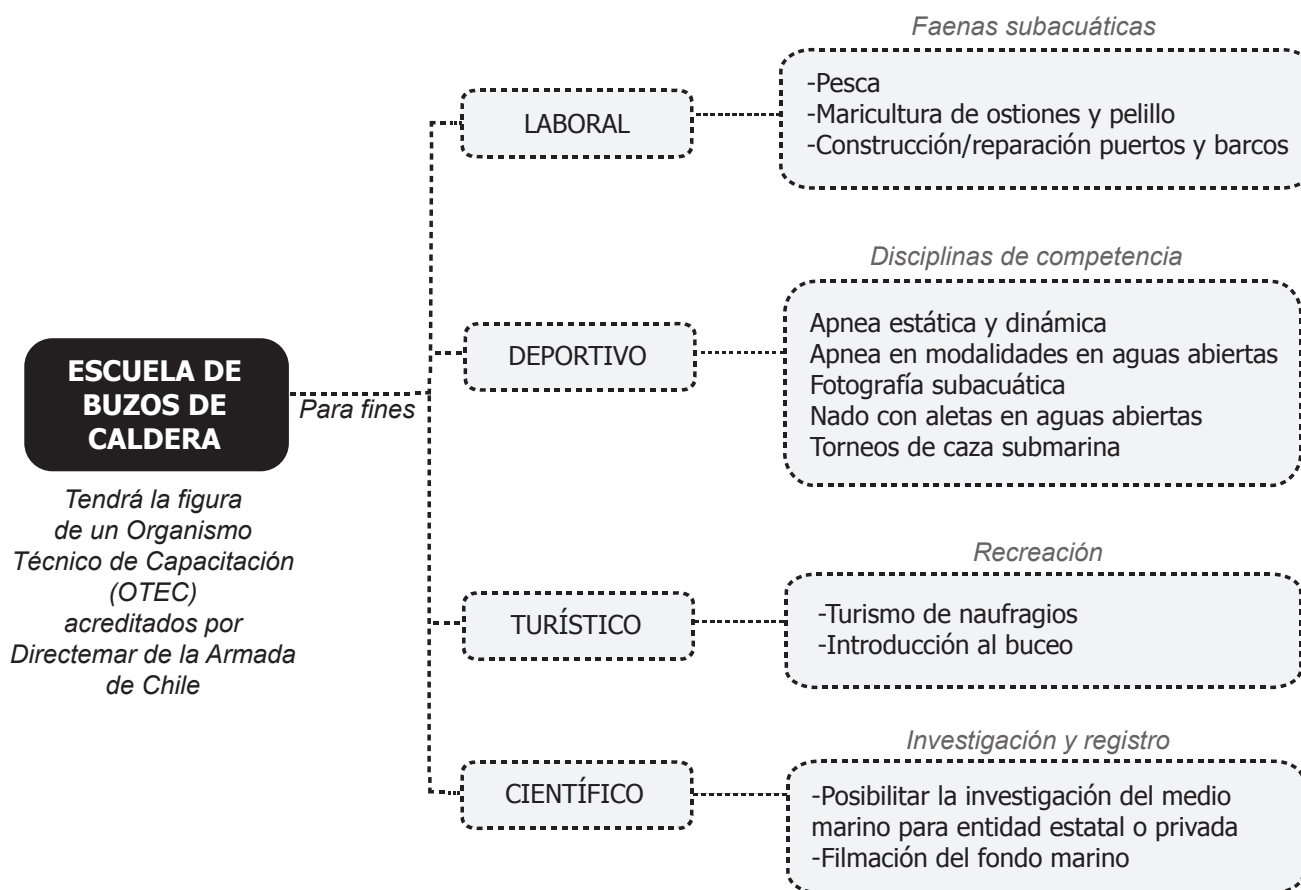 ESCUELA DE
BUZOS DE
CALDERA
Tendrá la figura
de un Organismo
Técnico de Capacitación
(OTEC)
acreditados por
Directemar de la Armada
de Chile
Para fines
LABORAL
Faenas subacuáticas
-Pesca
-Maricultura de ostiones y pelillo
-Construcción/reparación puertos y barcos
DEPORTIVO
Disciplinas de competencia
Apnea estática y dinámica
Apnea en modalidades en aguas abiertas
Fotografía subacuática
Nado con aletas en aguas abiertas
Torneos de caza submarina
TURÍSTICO
Recreación
-Turismo de naufragios
-Introducción al buceo
CIENTÍFICO
Investigación y registro
-Posibilitar la investigación del medio
marino para entidad estatal o privada
-Filmación del fondo marino